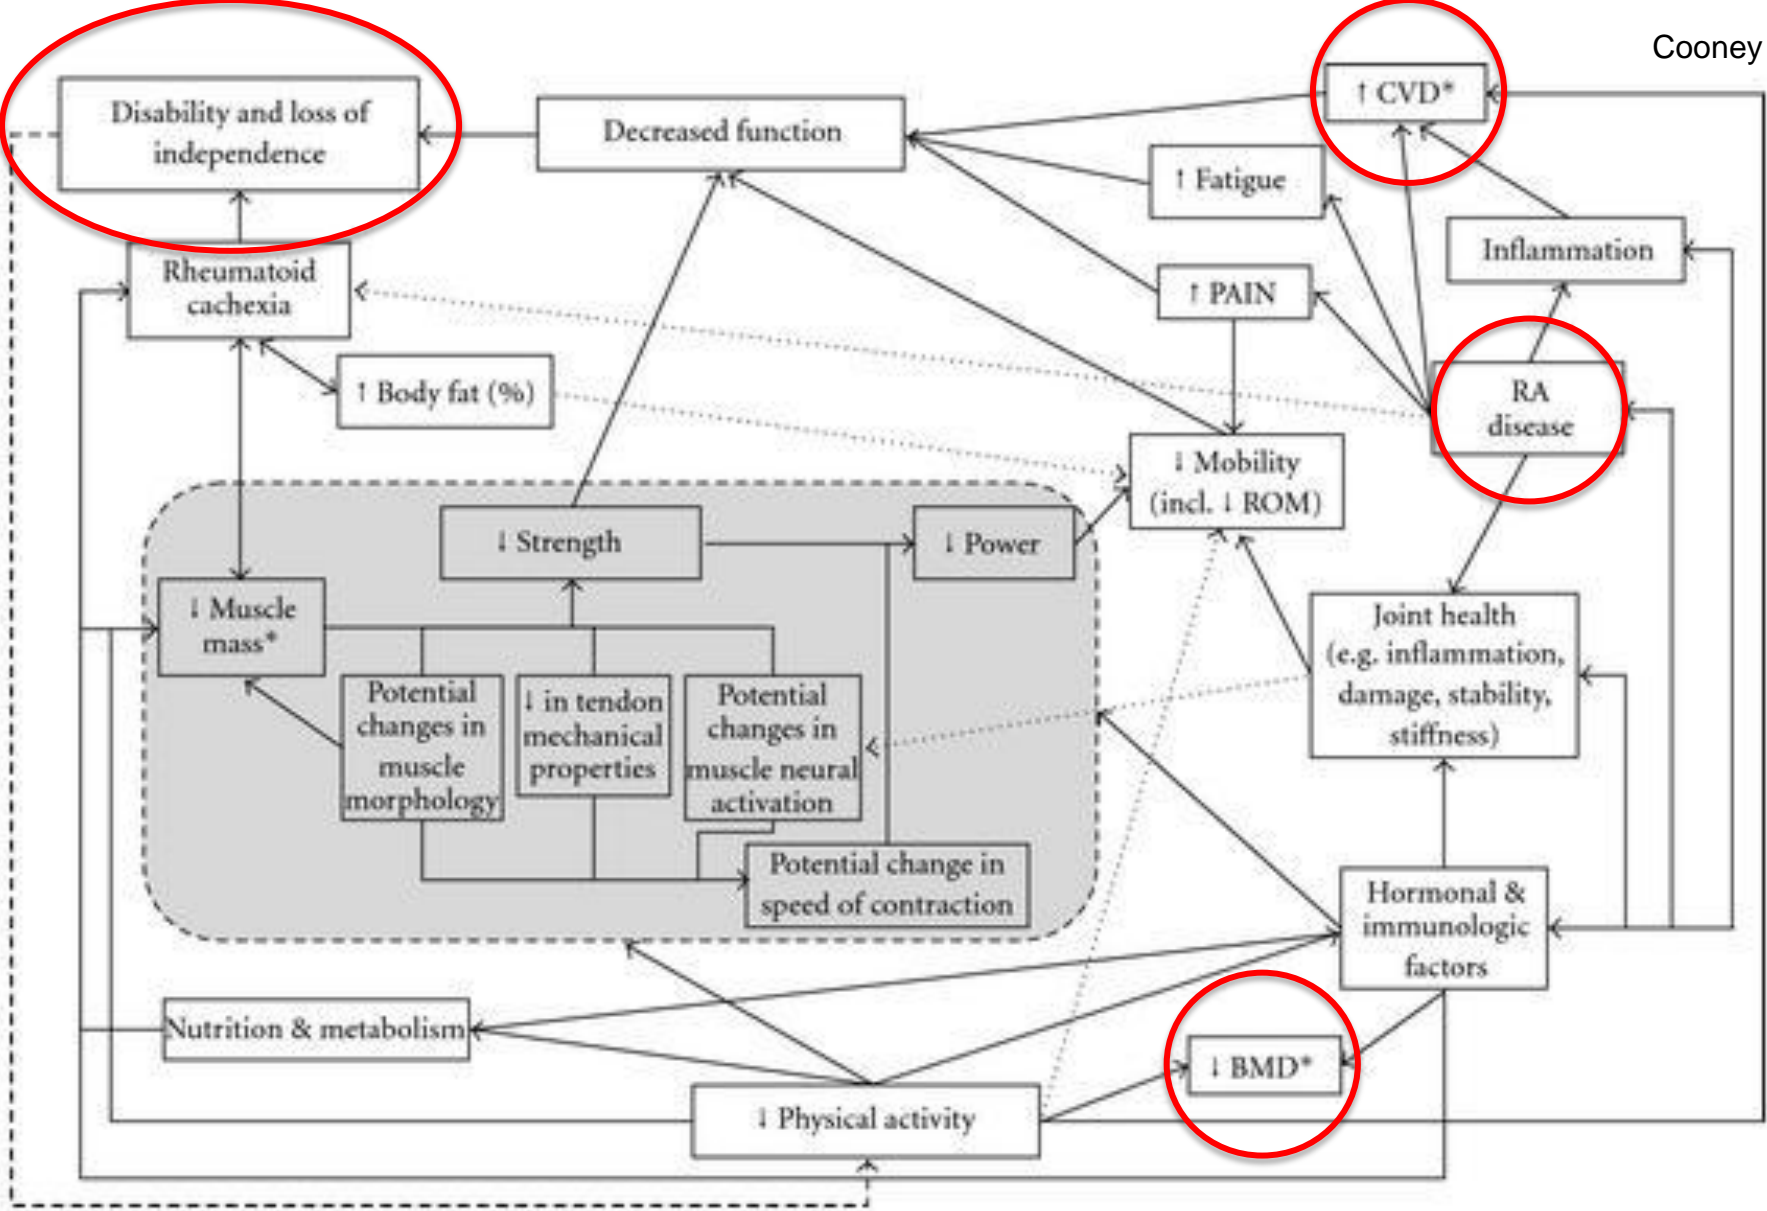 Cooney
Disability and loss of
independence
Decreased function
↑ CVD*
↑ Fatigue
Inflammation
Rheumatoid
cachexia
↑ PAIN
↑ Body fat (%)
RA
disease
↓ Mobility
(incl. ↓ ROM)
↓ Strength
↓ Power
↓ Muscle
mass*
Joint health
(e.g. inflammation,
damage, stability,
stiffness)
Potential
changes in
muscle
morphology
↓ in tendon
mechanical
properties
Potential
changes in
muscle neural
activation
Potential change in
speed of contraction
Hormonal &
immunologic
factors
Nutrition & metabolism
↓ BMD*
↓ Physical activity